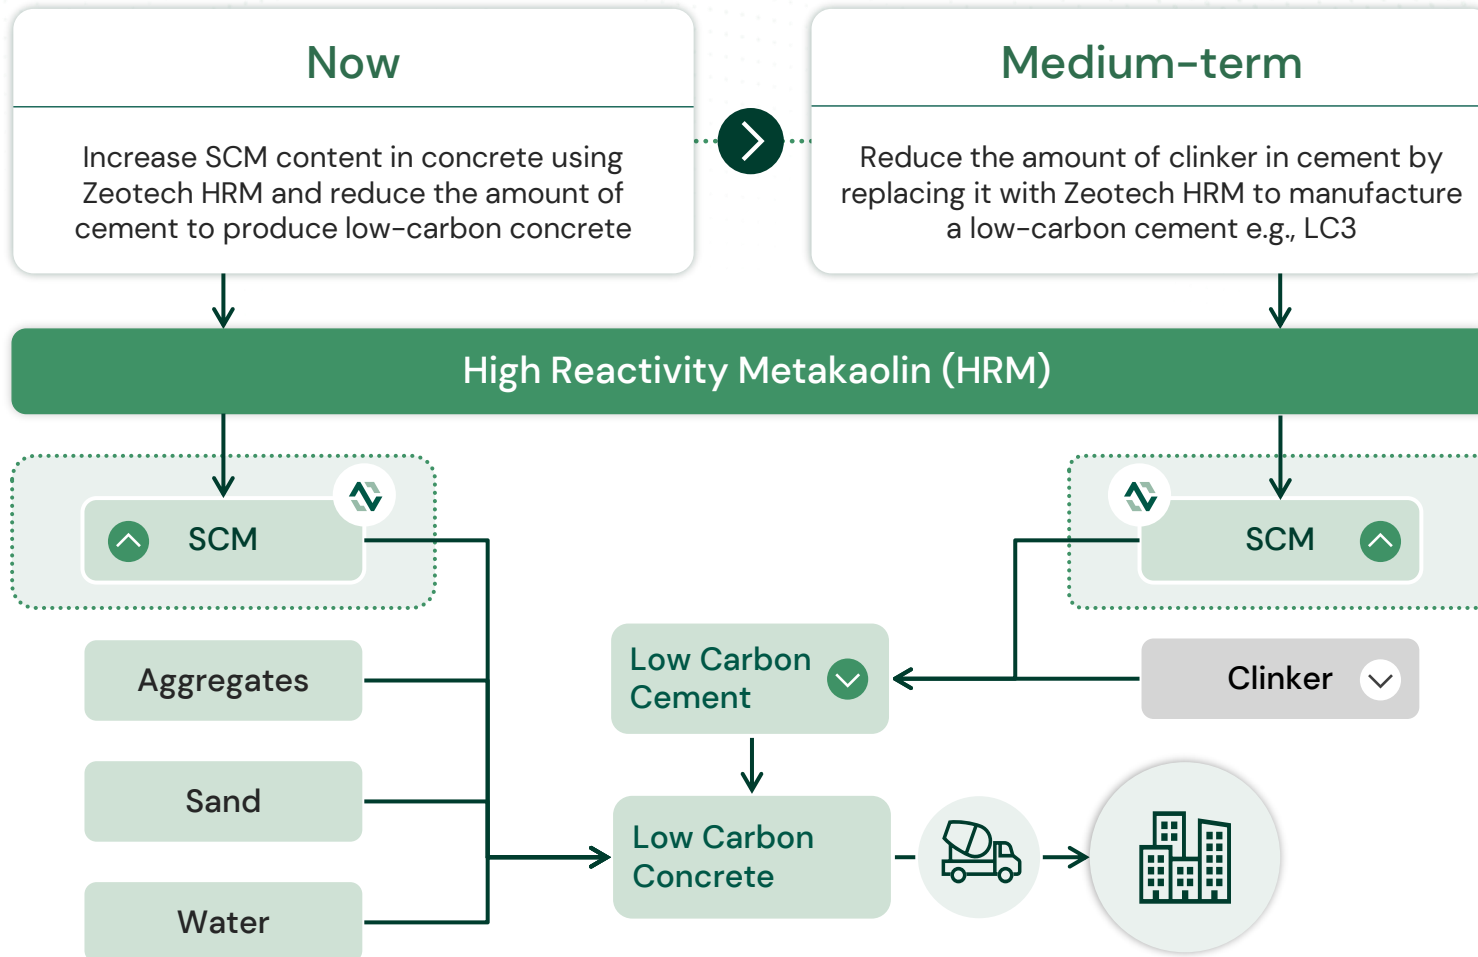 Now
Increase SCM content in concrete using
Zeotech HRM and reduce the amount of
cement to produce low-carbon concrete
Medium-term
Reduce the amount of clinker in cement by
replacing it with Zeotech HRM to manufacture
a low-carbon cement e.g., LC3
High Reactivity Metakaolin (HRM)
SCM
Aggregates
Sand
Water
SCM
Clinker
Low Carbon
Cement
Low Carbon
Concrete